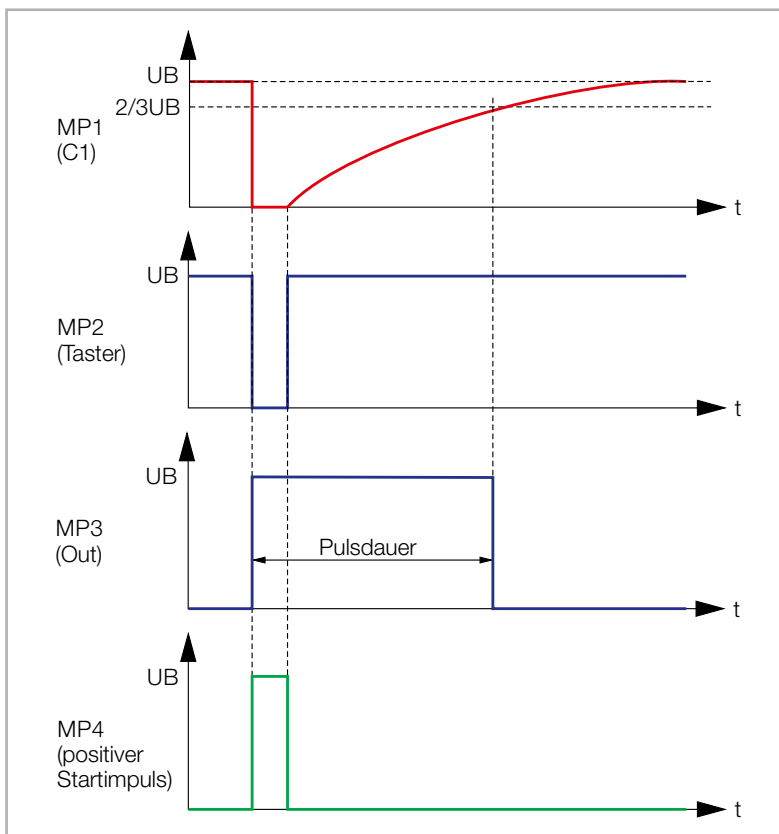 UB
2/3UB
MP1
(C1)
t
UB
MP2
(Taster)
t
UB
MP3
(Out)
Pulsdauer
t
UB
MP4
(positiver
Startimpuls)
t